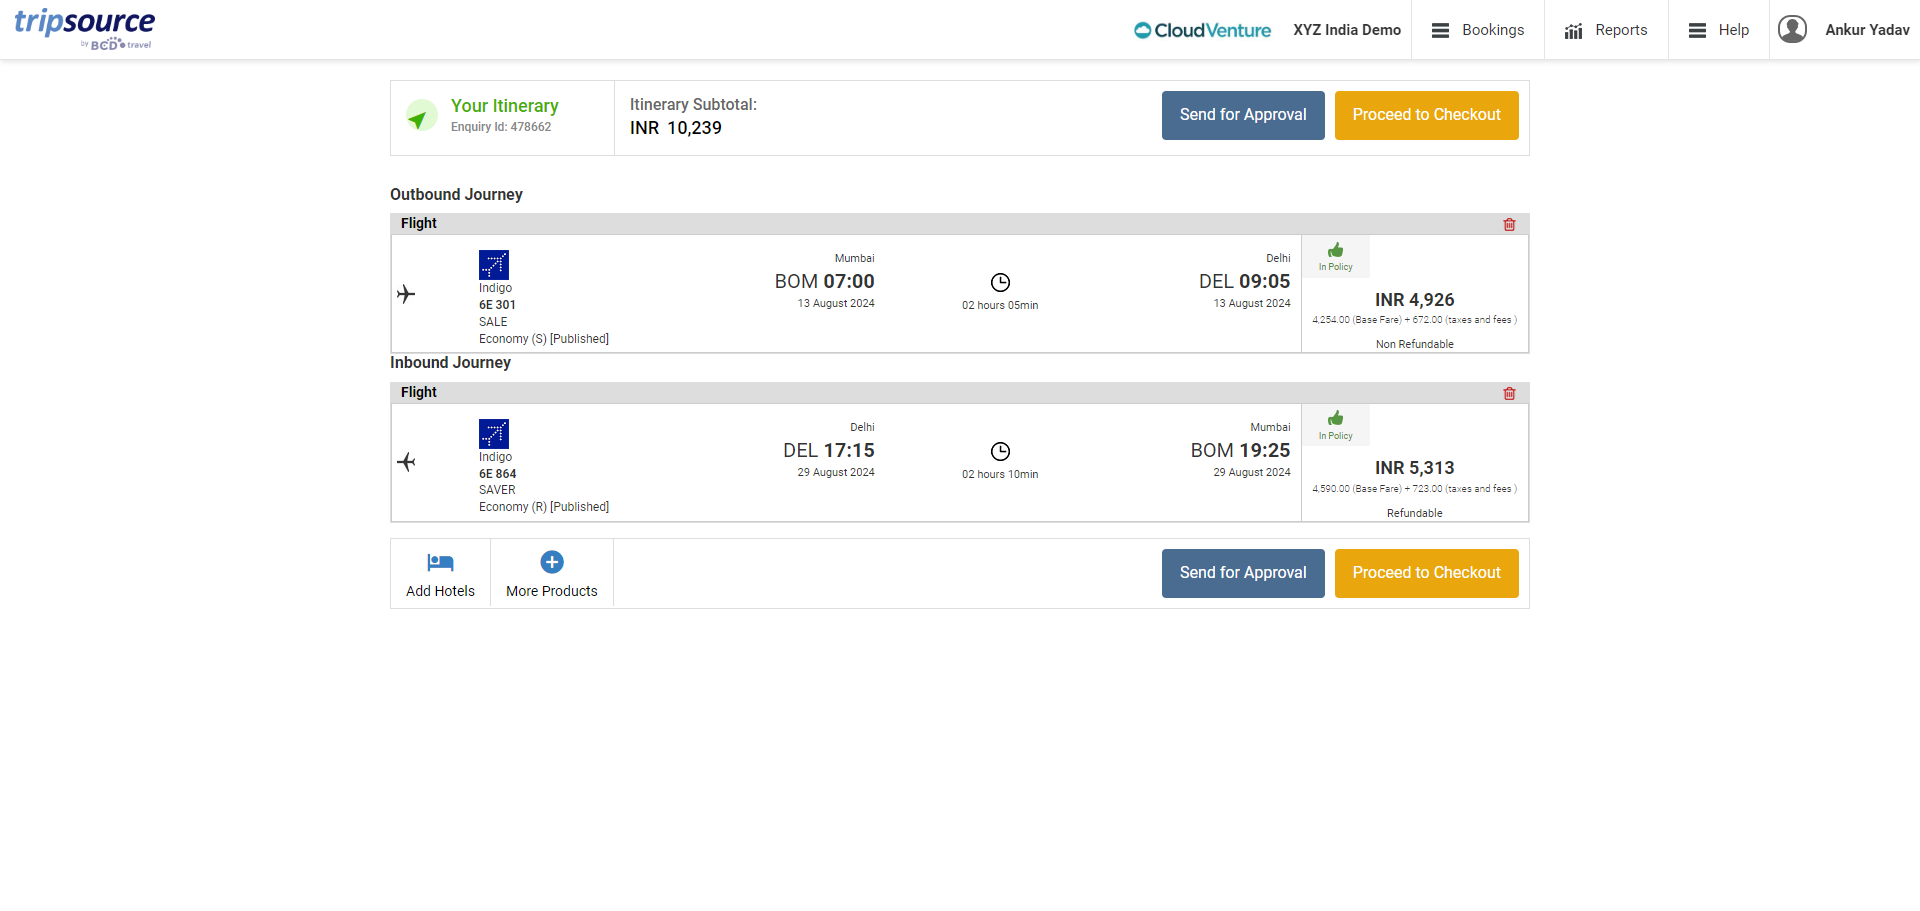 tripsource
by BCD travel
CloudVenture
XYZ India Demo
Bookings
Reports
Help
Ankur Yadav
Your Itinerary
Enquiry Id: 478662
Itinerary Subtotal:
INR 10,239
Send for Approval
Proceed to Checkout
Outbound Journey
Flight
Indigo
6E 301
SALE
Economy (S) [Published]
Mumbai
BOM 07:00
13 August 2024
02 hours 05min
Delhi
DEL 09:05
13 August 2024
In Policy
INR 4,926
4,254.00 (Base Fare) + 672.00 (taxes and fees )
Non Refundable
Inbound Journey
Flight
Indigo
6E 864
SAVER
Economy (R) [Published]
Delhi
DEL 17:15
29 August 2024
02 hours 10min
Mumbai
BOM 19:25
29 August 2024
In Policy
INR 5,313
4,590.00 (Base Fare) + 723.00 (taxes and fees )
Refundable
Add Hotels
More Products
Send for Approval
Proceed to Checkout